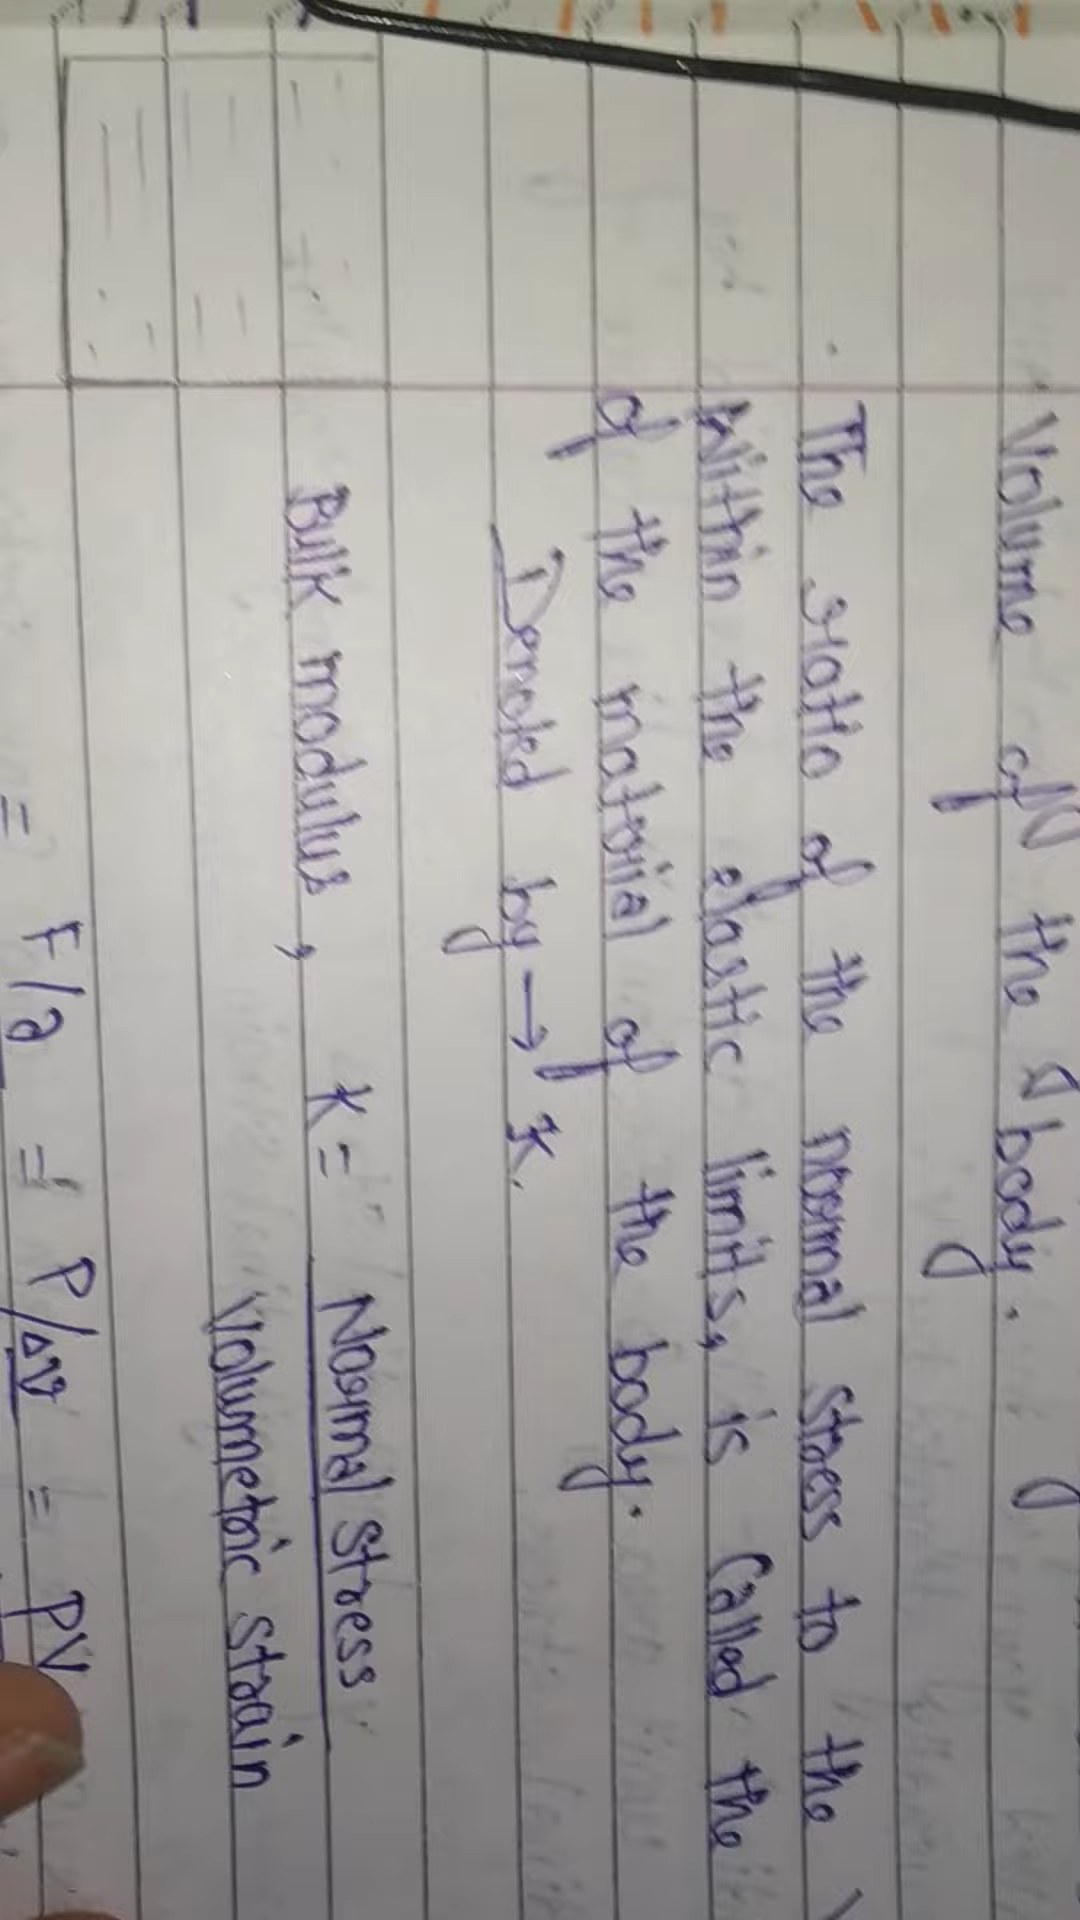 Volume of the body.
The ratio of the normal stress to the
Within the elastic limits, is Called the
of the material of the body.
Denoted by → K.
Bulk modulus, K = Normal Stress
Volumetric Strain
= F/a = P/ΔV = PV